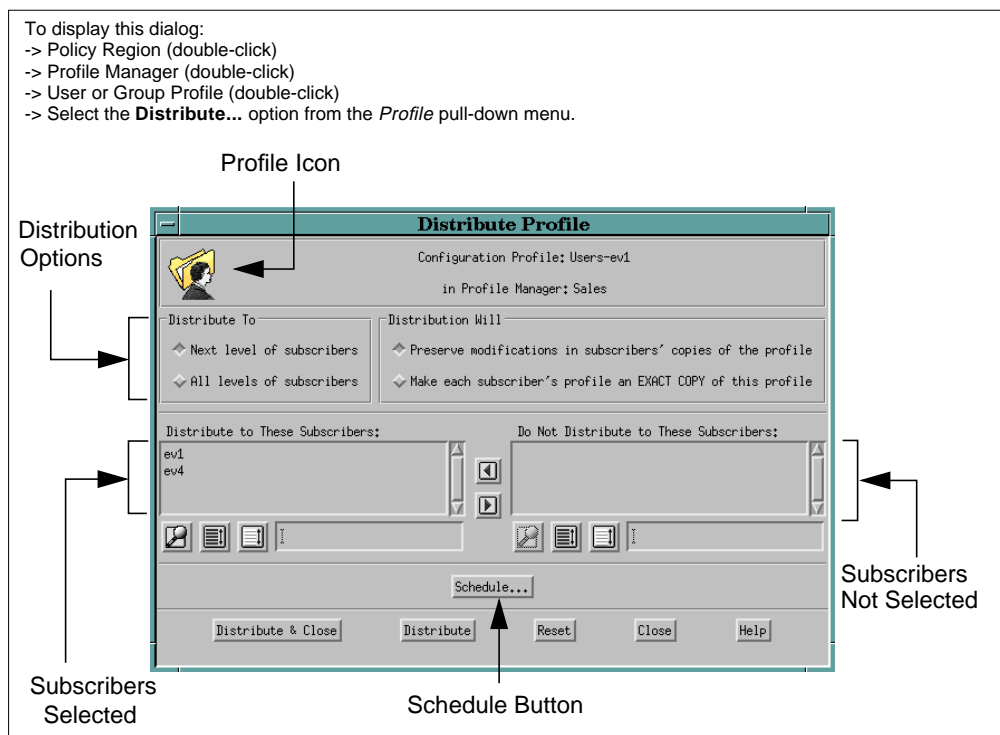 To display this dialog:
-> Policy Region (double-click)
-> Profile Manager (double-click)
-> User or Group Profile (double-click)
-> Select the Distribute... option from the Profile pull-down menu.
Profile Icon
Distribution
Options
Distribute Profile
Configuration Profile: Users-ev1
in Profile Manager: Sales
Distribute To
Next level of subscribers
All levels of subscribers
Distribution Will
Preserve modifications in subscribers' copies of the profile
Make each subscriber's profile an EXACT COPY of this profile
Distribute to These Subscribers:
ev1
ev4
Do Not Distribute to These Subscribers:
Schedule...
Distribute & Close
Distribute
Reset
Close
Help
Subscribers
Not Selected
Subscribers
Selected
Schedule Button